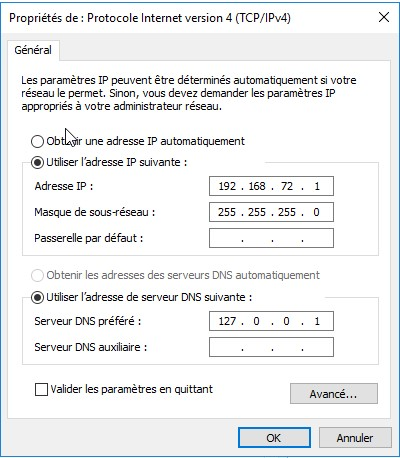 Propriétés de : Protocole Internet version 4 (TCP/IPv4)
Général
Les paramètres IP peuvent être déterminés automatiquement si votre
réseau le permet. Sinon, vous devez demander les paramètres IP
appropriés à votre administrateur réseau.
Obtenir une adresse IP automatiquement
Utiliser l'adresse IP suivante :
Adresse IP : 192 . 168 . 72 . 1
Masque de sous-réseau : 255 . 255 . 255 . 0
Passerelle par défaut : . . .
Obtenir les adresses des serveurs DNS automatiquement
Utiliser l'adresse de serveur DNS suivante :
Serveur DNS préféré : 127 . 0 . 0 . 1
Serveur DNS auxiliaire : . . .
Valider les paramètres en quittant
Avancé...
OK Annuler